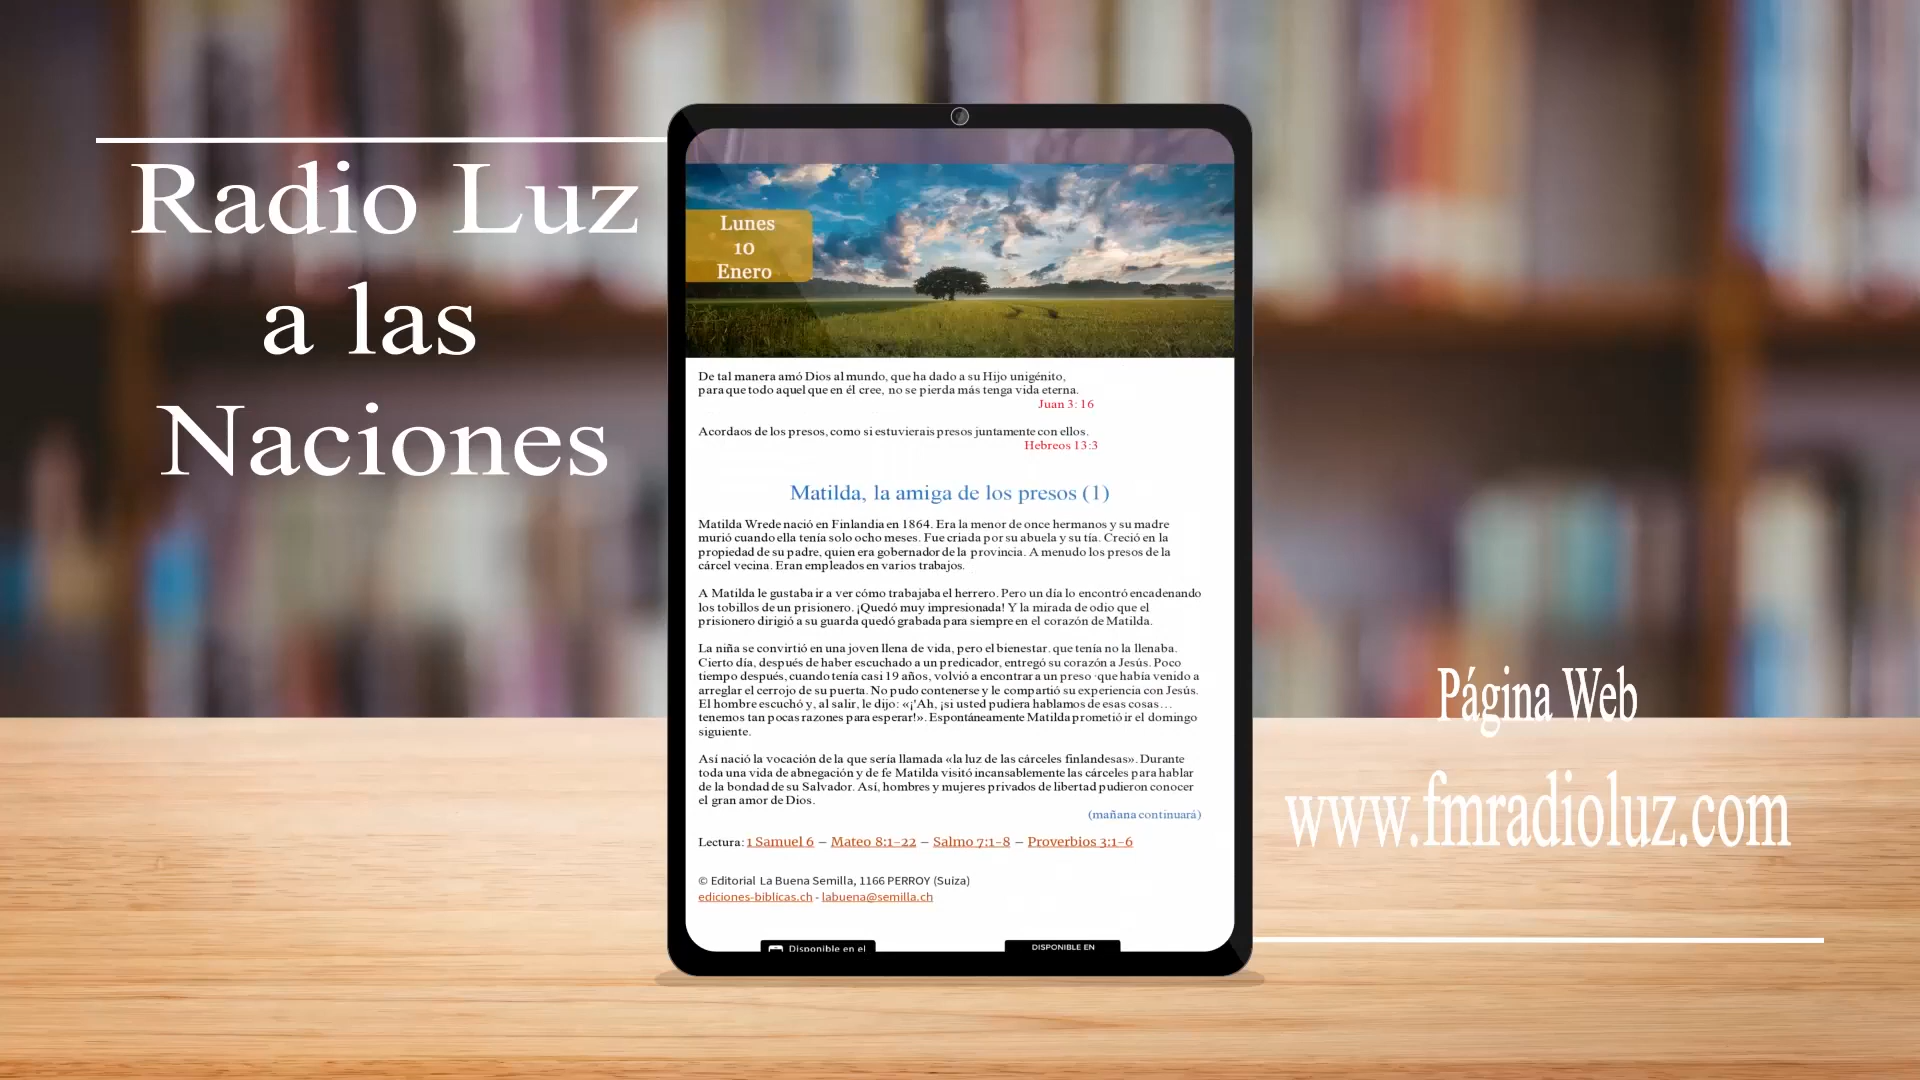 Radio Luz
a las
Naciones
Lunes
10
Enero
De tal manera amó Dios al mundo, que ha dado a su Hijo unigénito,
para que todo aquel que en él cree, no se pierda más tenga vida eterna.
Juan 3: 16
Acordaos de los presos, como si estuvierais presos juntamente con ellos.
Hebreos 13:3
Matilda, la amiga de los presos (1)
Matilda Wrede nació en Finlandia en 1864. Era la menor de once hermanos y su madre
murió cuando ella tenía solo ocho meses. Fue criada por su abuela y su tía. Creció en la
propiedad de su padre, quien era gobernador de la provincia. A menudo los presos de la
cárcel vecina. Eran empleados en varios trabajos.
A Matilda le gustaba ir a ver cómo trabajaba el herrero. Pero un día lo encontró encadenando
los tobillos de un prisionero. ¡Quedó muy impresionada! Y la mirada de odio que el
prisionero dirigió a su guarda quedó grabada para siempre en el corazón de Matilda.
La niña se convirtió en una joven llena de vida, pero el bienestar. que tenía no la llenaba.
Cierto día, después de haber escuchado a un predicador, entregó su corazón a Jesús. Poco
tiempo después, cuando tenía casi 19 años, volvió a encontrar a un preso ·que había venido a
arreglar el cerrojo de su puerta. No pudo contenerse y le compartió su experiencia con Jesús.
El hombre escuchó y, al salir, le dijo: «¡'Ah, ¡si usted pudiera hablarnos de esas cosas…
tenemos tan pocas razones para esperar!». Espontáneamente Matilda prometió ir el domingo
siguiente.
Así nació la vocación de la que sería llamada «la luz de las cárceles finlandesas». Durante
toda una vida de abnegación y de fe Matilda visitó incansablemente las cárceles para hablar
de la bondad de su Salvador. Así, hombres y mujeres privados de libertad pudieron conocer
el gran amor de Dios.
(mañana continuará)
Lectura: 1 Samuel 6 – Mateo 8:1-22 – Salmo 7:1-8 – Proverbios 3:1-6
© Editorial La Buena Semilla, 1166 PERROY (Suiza)
ediciones-biblicas.ch - labuena@semilla.ch
Disponible en el
DISPONIBLE EN
Página Web
www.fmradioluz.com